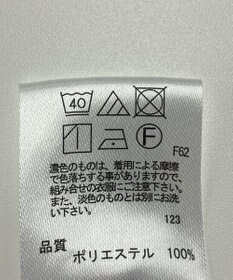 40
F
F62
濃色のものは、着用による摩擦
で色落ちする事がありますので、
組み合せの衣服にご注意下さい。
また、淡色のものとは別にお洗
い下さい。
123
品質 ポリエステル 100%